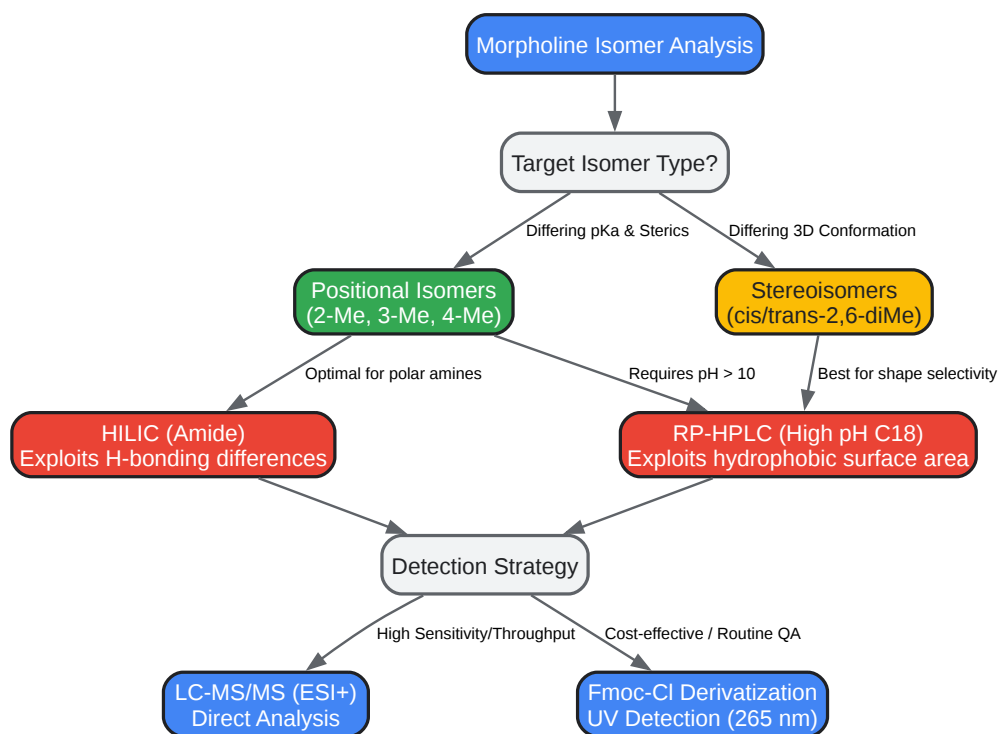 Morpholine Isomer Analysis
Target Isomer Type?
Differing pKa & Sterics
Differing 3D Conformation
Positional Isomers
(2-Me, 3-Me, 4-Me)
Stereoisomers
(cis/trans-2,6-diMe)
Optimal for polar amines
Requires pH > 10
Best for shape selectivity
HILIC (Amide)
Exploits H-bonding differences
RP-HPLC (High pH C18)
Exploits hydrophobic surface area
Detection Strategy
High Sensitivity/Throughput
Cost-effective / Routine QA
LC-MS/MS (ESI+)
Direct Analysis
Fmoc-Cl Derivatization
UV Detection (265 nm)